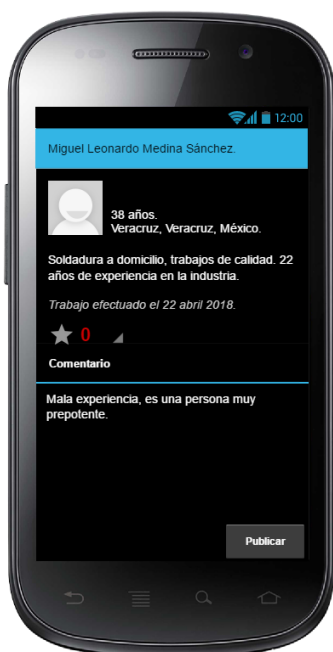 12:00
Miguel Leonardo Medina Sánchez.
38 años.
Veracruz, Veracruz, México.
Soldadura a domicilio, trabajos de calidad. 22
años de experiencia en la industria.
Trabajo efectuado el 22 abril 2018.
0
Comentario
Mala experiencia, es una persona muy
prepotente.
Publicar